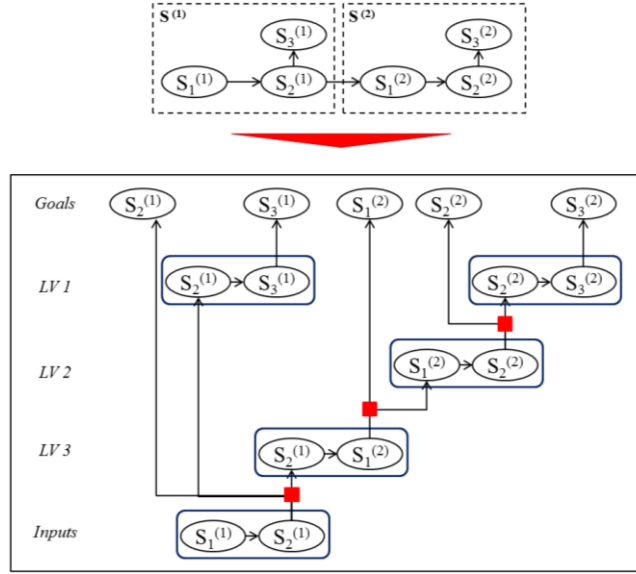 S⁽¹⁾ S⁽²⁾
S₃⁽¹⁾ S₃⁽²⁾
S₁⁽¹⁾ S₂⁽¹⁾ S₁⁽²⁾ S₂⁽²⁾
Goals S₂⁽¹⁾ S₃⁽¹⁾ S₁⁽²⁾ S₂⁽²⁾ S₃⁽²⁾
LV 1 S₂⁽¹⁾ S₃⁽¹⁾ S₂⁽²⁾ S₃⁽²⁾
LV 2 S₁⁽²⁾ S₂⁽²⁾
LV 3 S₂⁽¹⁾ S₁⁽²⁾
Inputs S₁⁽¹⁾ S₂⁽¹⁾